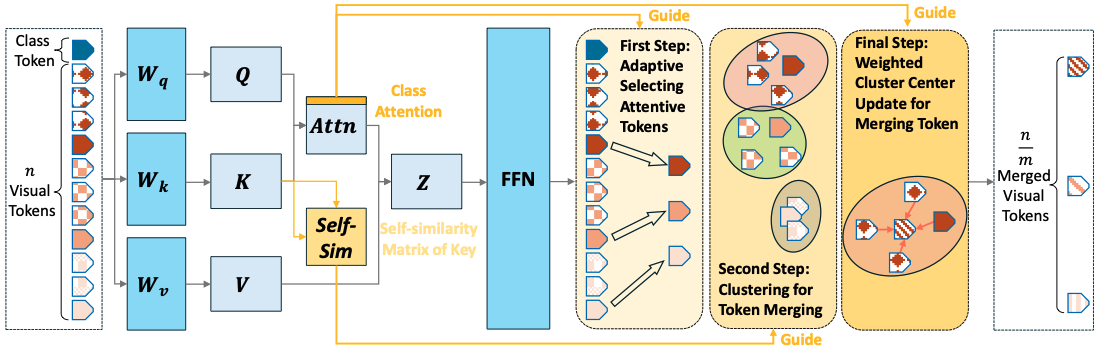 Class
Token
n
Visual
Tokens
W_q
W_k
W_v
Q
K
V
Attn
Class
Attention
Self-
Sim
Self-similarity
Matrix of Key
Z
FFN
Guide
First Step:
Adaptive
Selecting
Attentive
Tokens
Second Step:
Clustering for
Token Merging
Guide
Guide
Final Step:
Weighted
Cluster Center
Update for
Merging Token
n
m
Merged
Visual
Tokens